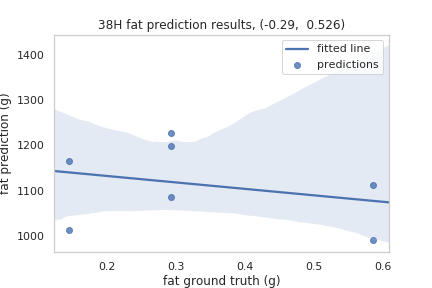 38H fat prediction results, (-0.29, 0.526)
fitted line
predictions
1400
1300
1200
1100
1000
fat prediction (g)
0.2 0.3 0.4 0.5 0.6
fat ground truth (g)